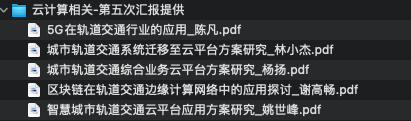 云计算相关-第五次汇报提供
5G在轨道交通行业的应用_陈凡.pdf
城市轨道交通系统迁移至云平台方案研究_林小杰.pdf
城市轨道交通综合业务云平台方案研究_杨扬.pdf
区块链在轨道交通边缘计算网络中的应用探讨_谢高畅.pdf
智慧城市轨道交通云平台应用方案研究_姚世峰.pdf